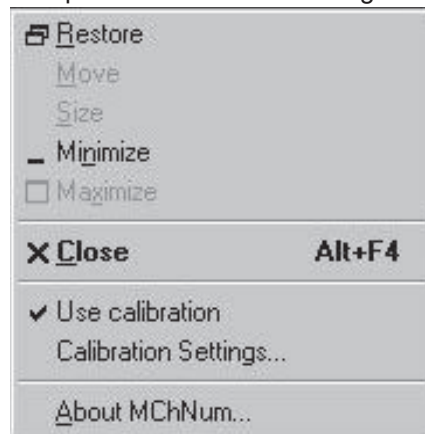 Restore
Move
Size
Minimize
Maximize
Close Alt+F4
Use calibration
Calibration Settings...
About MChNum...